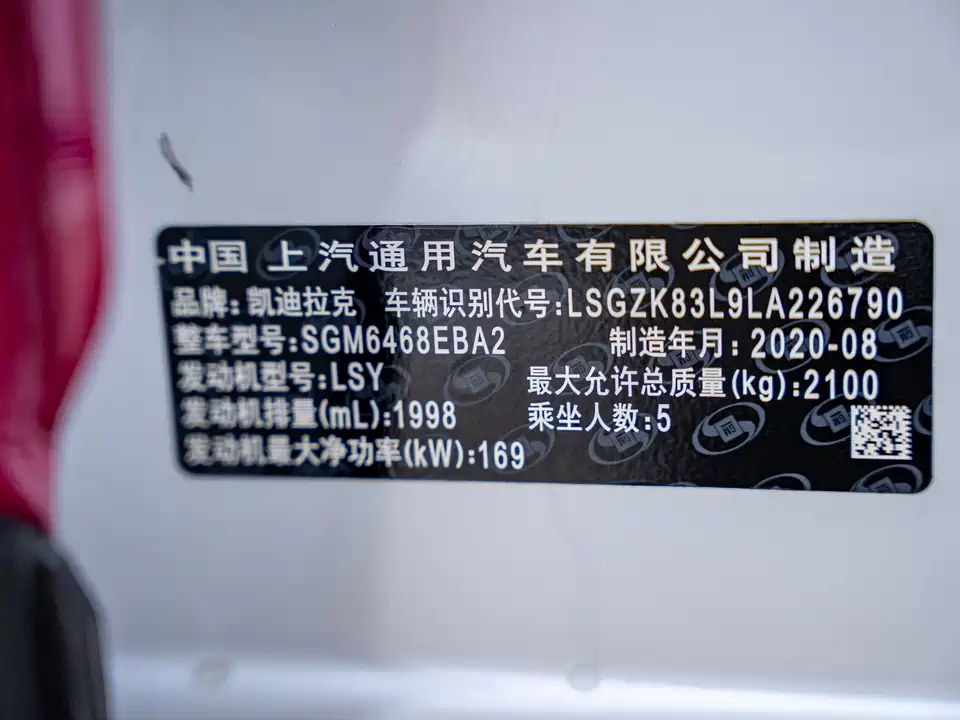 中国 上汽通用汽车有限公司制造
品牌: 凯迪拉克 车辆识别代号:LSGZK83L9LA226790
整车型号:SGM6468EBA2 制造年月: 2020-08
发动机型号:LSY 最大允许总质量(kg):2100
发动机排量(mL):1998 乘坐人数:5
发动机最大净功率(kW):169